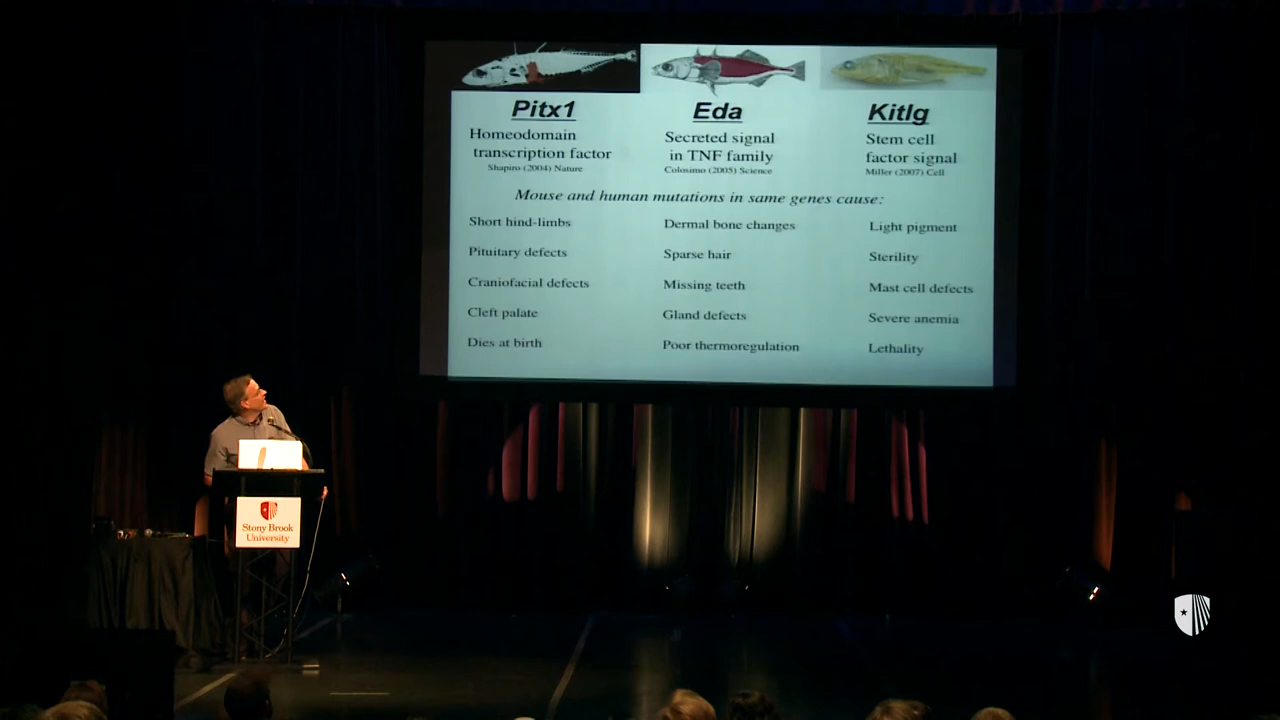 Pitx1
Homeodomain
transcription factor
Shapiro (2004) Nature
Eda
Secreted signal
in TNF family
Colosimo (2005) Science
Kitlg
Stem cell
factor signal
Miller (2007) Cell
Mouse and human mutations in same genes cause:
Short hind-limbs
Pituitary defects
Craniofacial defects
Cleft palate
Dies at birth
Dermal bone changes
Sparse hair
Missing teeth
Gland defects
Poor thermoregulation
Light pigment
Sterility
Mast cell defects
Severe anemia
Lethality
Stony Brook
University